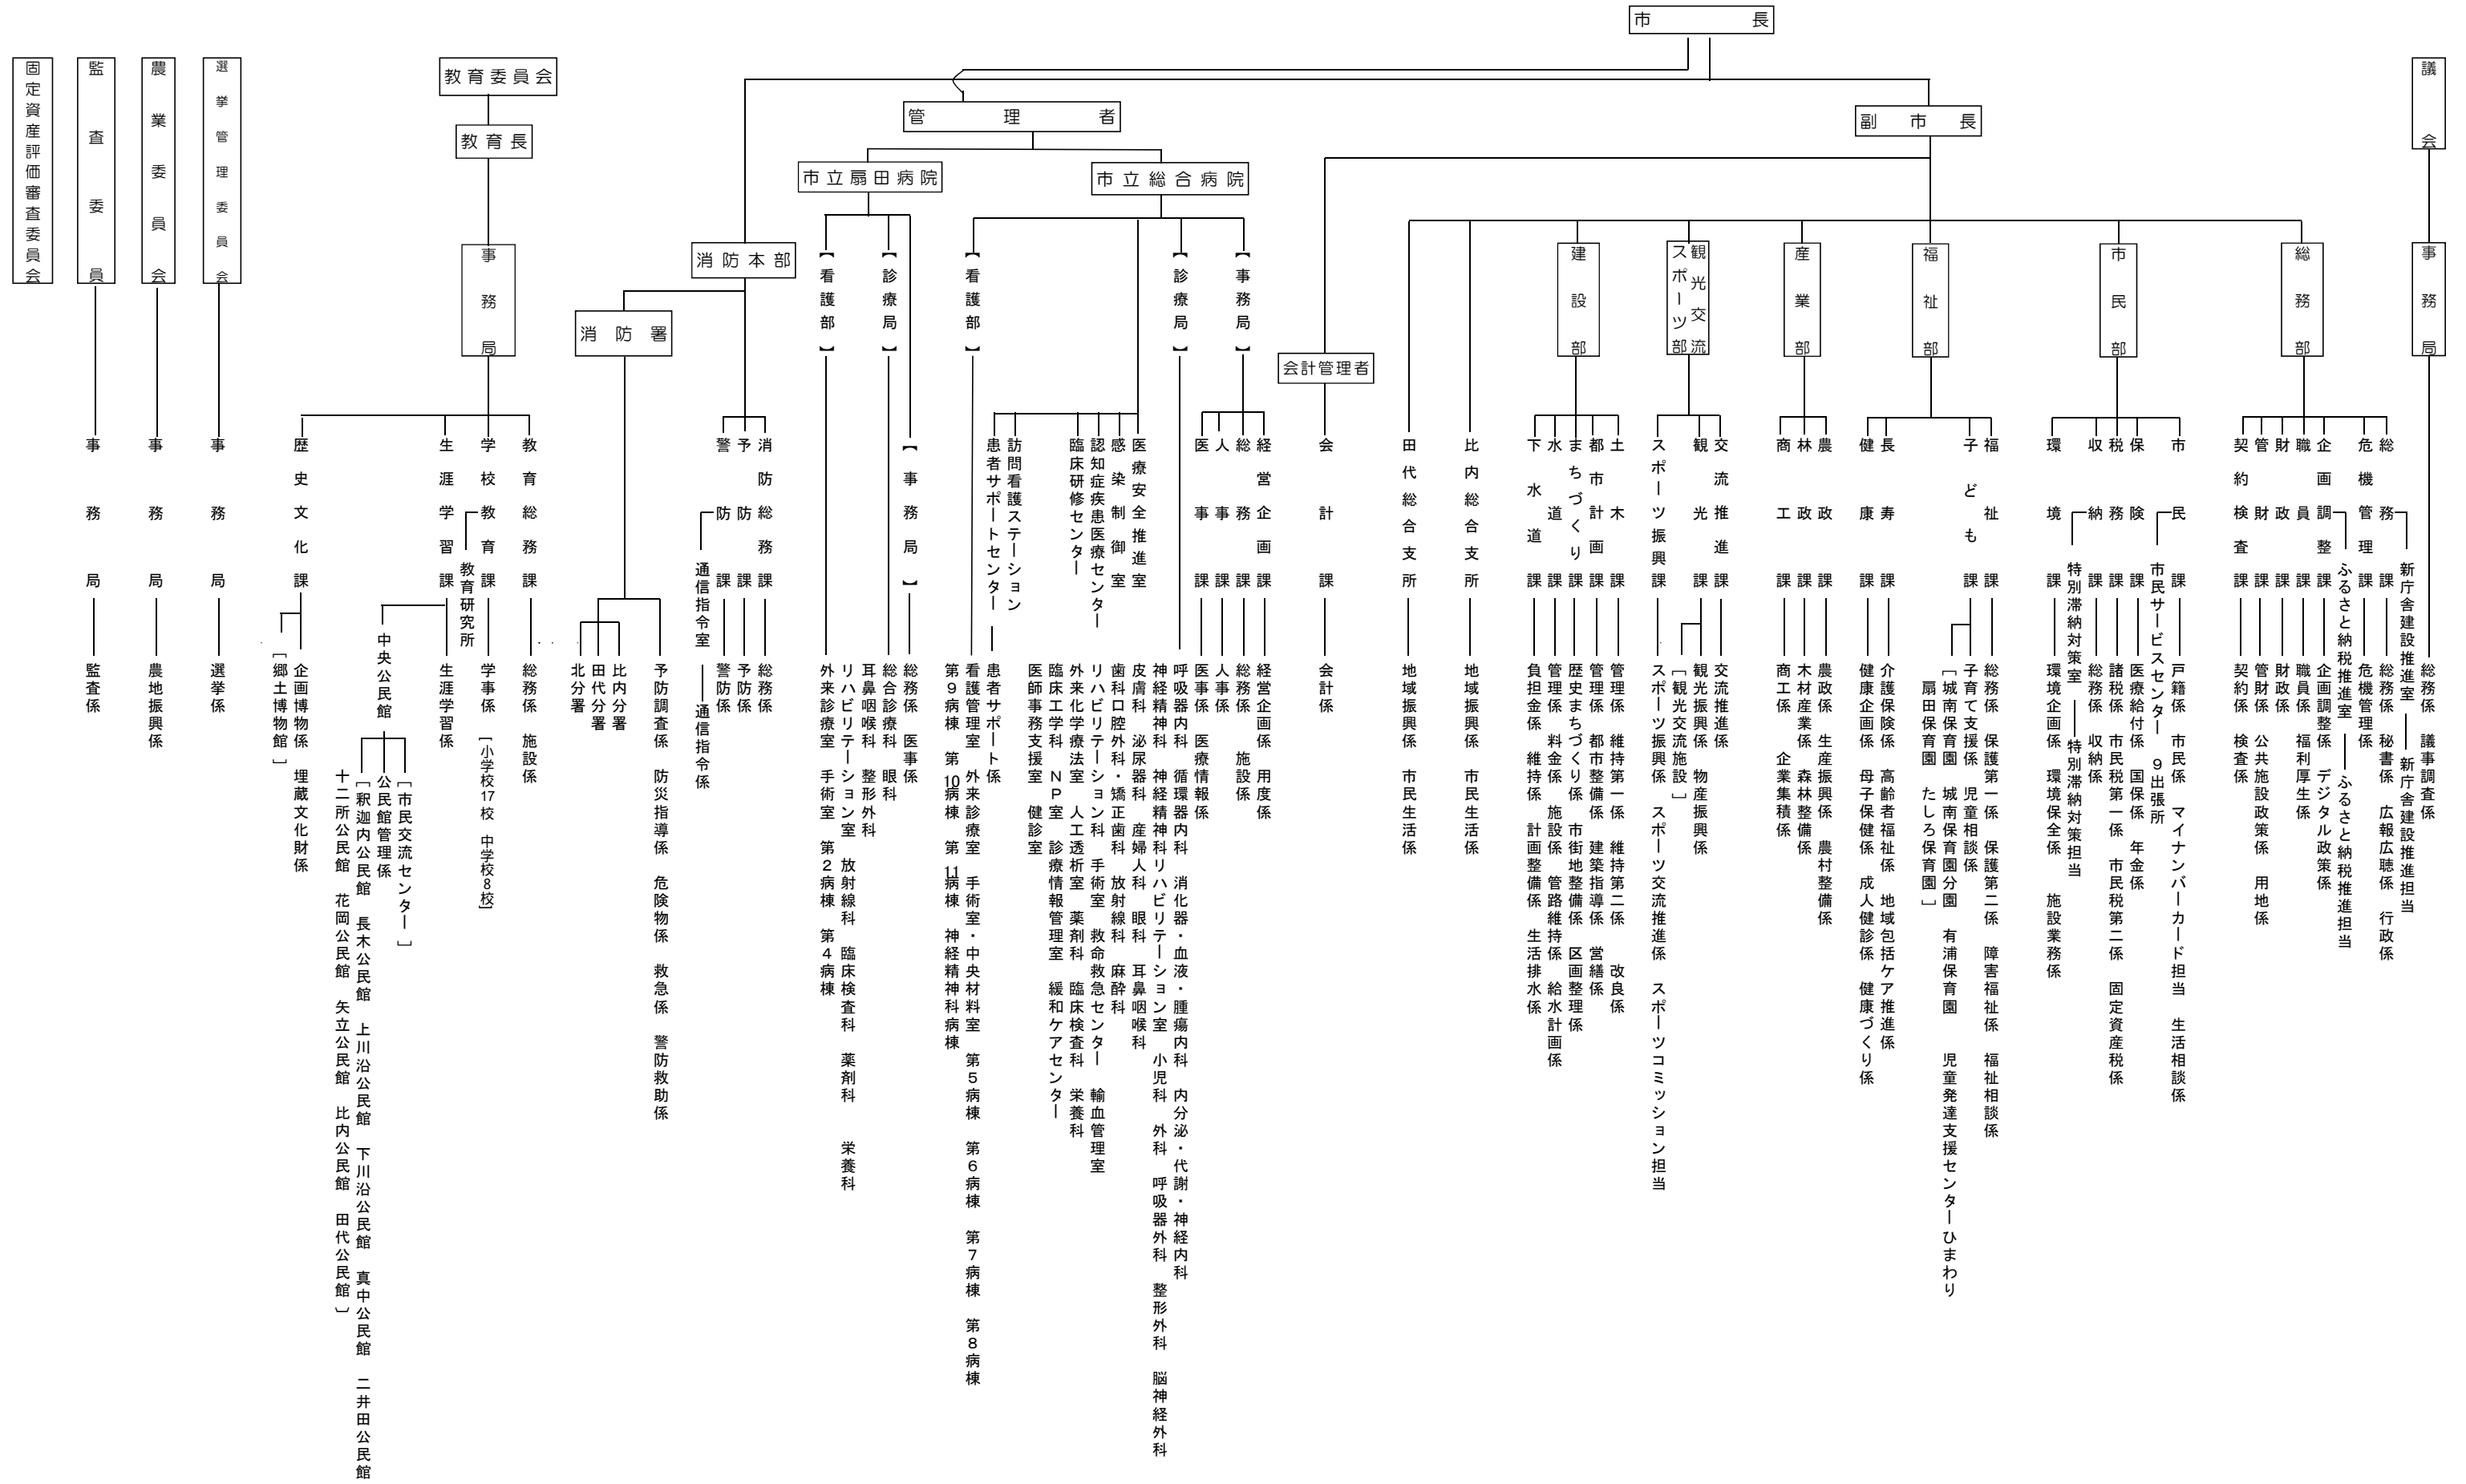 市長
議会
事務局
総務係　議事調査係
副市長
総務部
総務課
新庁舎建設推進室
新庁舎建設推進担当
総務係　秘書係　広報広聴係　行政係
危機管理課
危機管理係
ふるさと納税推進室
ふるさと納税推進担当
企画調整課
企画調整係　デジタル政策係
職員課
職員係　福利厚生係
財政課
財政係
管財課
管財係　公共施設政策係　用地係
契約検査課
契約係　検査係
市民部
市民課
戸籍係　市民係　マイナンバーカード担当　生活相談係
市民サービスセンター　９出張所
保険課
医療給付係　国保係　年金係
税務課
諸税係　市民税第一係　市民税第二係　固定資産税係
収納課
総務係　収納係
特別滞納対策室
特別滞納対策担当
環境課
環境企画係　環境保全係　施設業務係
福祉部
福祉課
総務係　保護第一係　保護第二係　障害福祉係　福祉相談係
子ども課
子育て支援係　児童相談係
［城南保育園　城南保育園分園　有浦保育園　児童発達支援センターひまわり
扇田保育園　たしろ保育園］
長寿課
介護保険係　高齢者福祉係　地域包括ケア推進係
健康課
健康企画係　母子保健係　成人健診係　健康づくり係
産業部
農政課
農政係　生産振興係　農村整備係
林政課
木材産業係　森林整備係
商工課
商工係　企業集積係
観光交流
スポーツ部
交流推進課
交流推進係
観光課
観光振興係　物産振興係
［観光交流施設］
スポーツ振興課
スポーツ振興係　スポーツ交流推進係　スポーツコミッション担当
建設部
土木課
管理係　維持第一係　維持第二係　改良係
都市計画課
管理係　都市整備係　建築指導係　営繕係
まちづくり課
歴史まちづくり係　市街地整備係　区画整理係
水道課
管理係　料金係　施設係　管路維持係　給水計画係
下水道課
負担金係　維持係　計画整備係　生活排水係
比内総合支所
地域振興係　市民生活係
田代総合支所
地域振興係　市民生活係
会計管理者
会計課
会計係
管理者
市立総合病院
【事務局】
経営企画課
経営企画係　用度係
総務課
総務係　施設係
人事課
人事係
医事課
医事係　医療情報係
【診療局】
呼吸器内科　循環器内科　消化器・血液・腫瘍内科　内分泌・代謝・神経内科
神経精神科　神経精神科リハビリテーション室　小児科　外科　呼吸器外科　整形外科　脳神経外科
皮膚科　泌尿器科　産婦人科　眼科　耳鼻咽喉科
歯科口腔外科・矯正歯科　放射線科　麻酔科
リハビリテーション科　手術室　救命救急センター　輸血管理室
外来化学療法室　人工透析室　薬剤科　臨床検査科　栄養科
臨床工学科　ＮＰ室　診療情報管理室　緩和ケアセンター
医師事務支援室　健診室
医療安全推進室
感染制御室
認知症疾患医療センター
臨床研修センター
訪問看護ステーション
患者サポートセンター
患者サポート係
【看護部】
看護管理室　外来診療室　手術室・中央材料室　第５病棟　第６病棟　第７病棟　第８病棟
第９病棟　第10病棟　第11病棟　神経精神科病棟
市立扇田病院
【事務局】
総務係　医事係
【診療局】
総合診療科　眼科
耳鼻咽喉科　整形外科
リハビリテーション室　放射線科　臨床検査科　薬剤科　栄養科
【看護部】
外来診療室　手術室　第２病棟　第４病棟
消防本部
消防総務課
総務係
予防課
予防係
警防課
警防係
通信指令室
通信指令係
消防署
予防調査係　防災指導係　危険物係　救急係　警防救助係
比内分署
田代分署
北分署
教育委員会
教育長
事務局
教育総務課
総務係　施設係
学校教育課
学事係　［小学校17校　中学校８校］
教育研究所
生涯学習課
生涯学習係
中央公民館
［市民交流センター］
公民館管理係
［釈迦内公民館　長木公民館　上川沿公民館　下川沿公民館　真中公民館　二井田公民館
十二所公民館　花岡公民館　矢立公民館　比内公民館　田代公民館］
歴史文化課
企画博物係　埋蔵文化財係
［郷土博物館］
選挙管理委員会
事務局
選挙係
農業委員会
事務局
農地振興係
監査委員
事務局
監査係
固定資産評価審査委員会